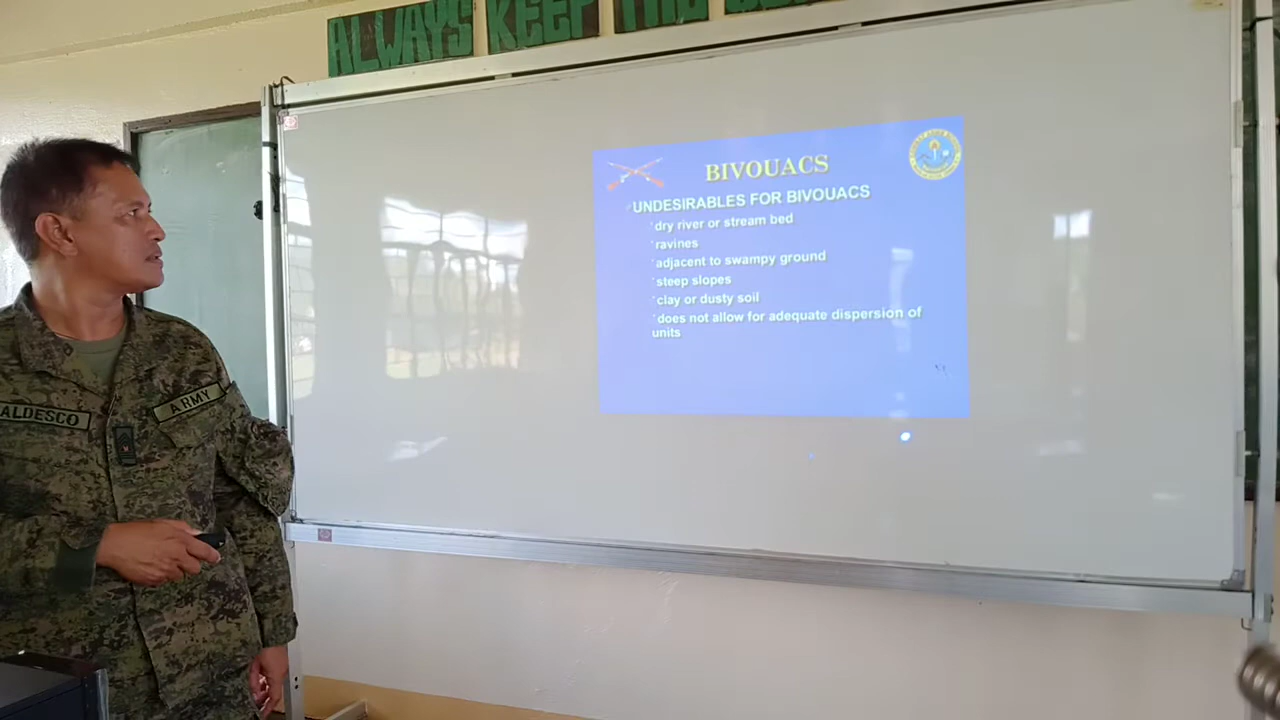 ALWAYS KEEP THE
BIVOUACS
UNDESIRABLES FOR BIVOUACS
dry river or stream bed
ravines
adjacent to swampy ground
steep slopes
clay or dusty soil
does not allow for adequate dispersion of
units
ALDESCO
ARMY